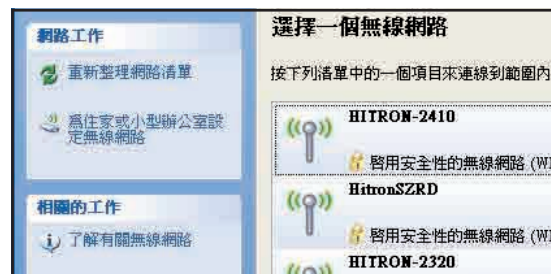 網路工作
重新整理網路清單
為住家或小型辦公室設
定無線網路
相關的工作
了解有關無線網路
選擇一個無線網路
按下列清單中的一個項目來連線到範圍內
HITRON-2410
啟用安全性的無線網路 (WI
HitronSZRD
啟用安全性的無線網路 (WI
HITRON-2320